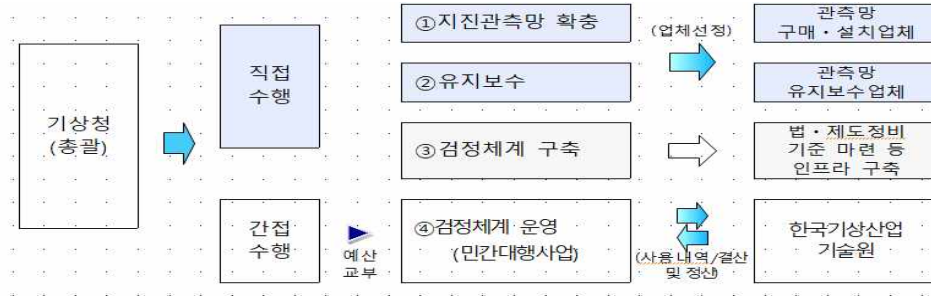 기상청
(총괄)
직접
수행
①지진관측망 확충
(업체선정)
관측망
구매・설치업체
②유지보수
관측망
유지보수업체
③검정체계 구축
법・제도정비
기준 마련 등
인프라 구축
간접
수행
예산
교부
④검정체계 운영
(민간대행사업)
(사용내역/결산
및 정산)
한국기상산업
기술원